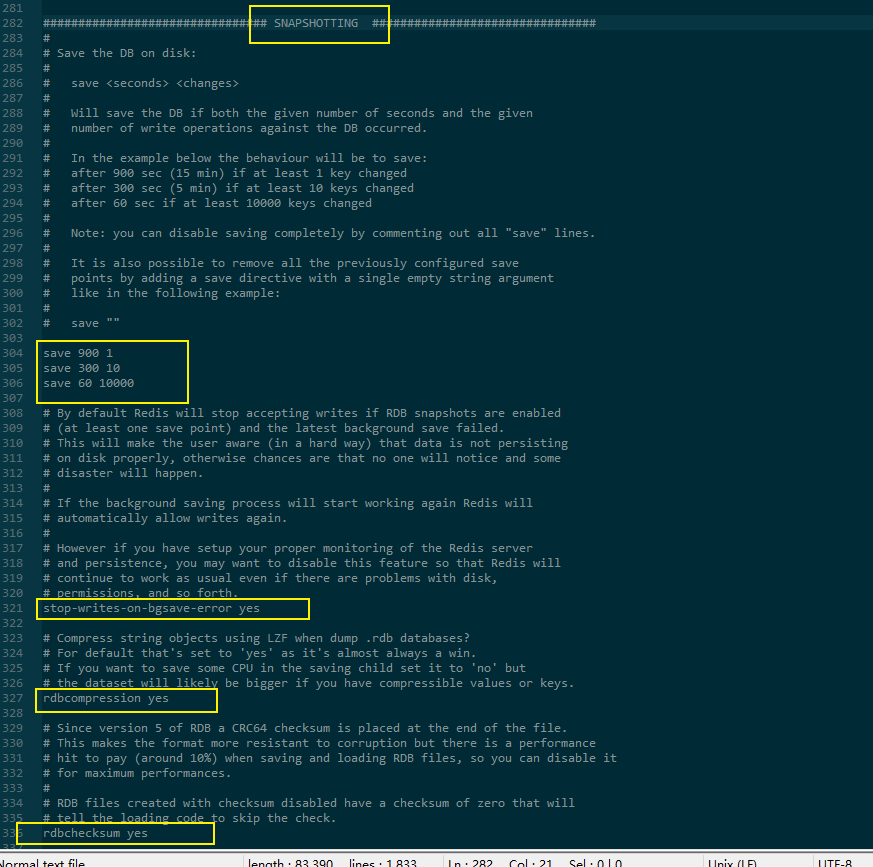 281
282 ################################ SNAPSHOTTING  ################################
283 #
284 # Save the DB on disk:
285 #
286 #   save <seconds> <changes>
287 #
288 #   Will save the DB if both the given number of seconds and the given
289 #   number of write operations against the DB occurred.
290 #
291 #   In the example below the behaviour will be to save:
292 #   after 900 sec (15 min) if at least 1 key changed
293 #   after 300 sec (5 min) if at least 10 keys changed
294 #   after 60 sec if at least 10000 keys changed
295 #
296 #   Note: you can disable saving completely by commenting out all "save" lines.
297 #
298 #   It is also possible to remove all the previously configured save
299 #   points by adding a save directive with a single empty string argument
300 #   like in the following example:
301 #
302 #   save ""
303
304 save 900 1
305 save 300 10
306 save 60 10000
307
308 # By default Redis will stop accepting writes if RDB snapshots are enabled
309 # (at least one save point) and the latest background save failed.
310 # This will make the user aware (in a hard way) that data is not persisting
311 # on disk properly, otherwise chances are that no one will notice and some
312 # disaster will happen.
313 #
314 # If the background saving process will start working again Redis will
315 # automatically allow writes again.
316 #
317 # However if you have setup your proper monitoring of the Redis server
318 # and persistence, you may want to disable this feature so that Redis will
319 # continue to work as usual even if there are problems with disk,
320 # permissions, and so forth.
321 stop-writes-on-bgsave-error yes
322
323 # Compress string objects using LZF when dump .rdb databases?
324 # For default that's set to 'yes' as it's almost always a win.
325 # If you want to save some CPU in the saving child set it to 'no' but
326 # the dataset will likely be bigger if you have compressible values or keys.
327 rdbcompression yes
328
329 # Since version 5 of RDB a CRC64 checksum is placed at the end of the file.
330 # This makes the format more resistant to corruption but there is a performance
331 # hit to pay (around 10%) when saving and loading RDB files, so you can disable it
332 # for maximum performances.
333 #
334 # RDB files created with checksum disabled have a checksum of zero that will
335 # tell the loading code to skip the check.
336 rdbchecksum yes
337
Normal text file length : 83,390 lines : 1,833 Ln : 282 Col : 21 Sel : 0 | 0 Unix (LF) UTF-8